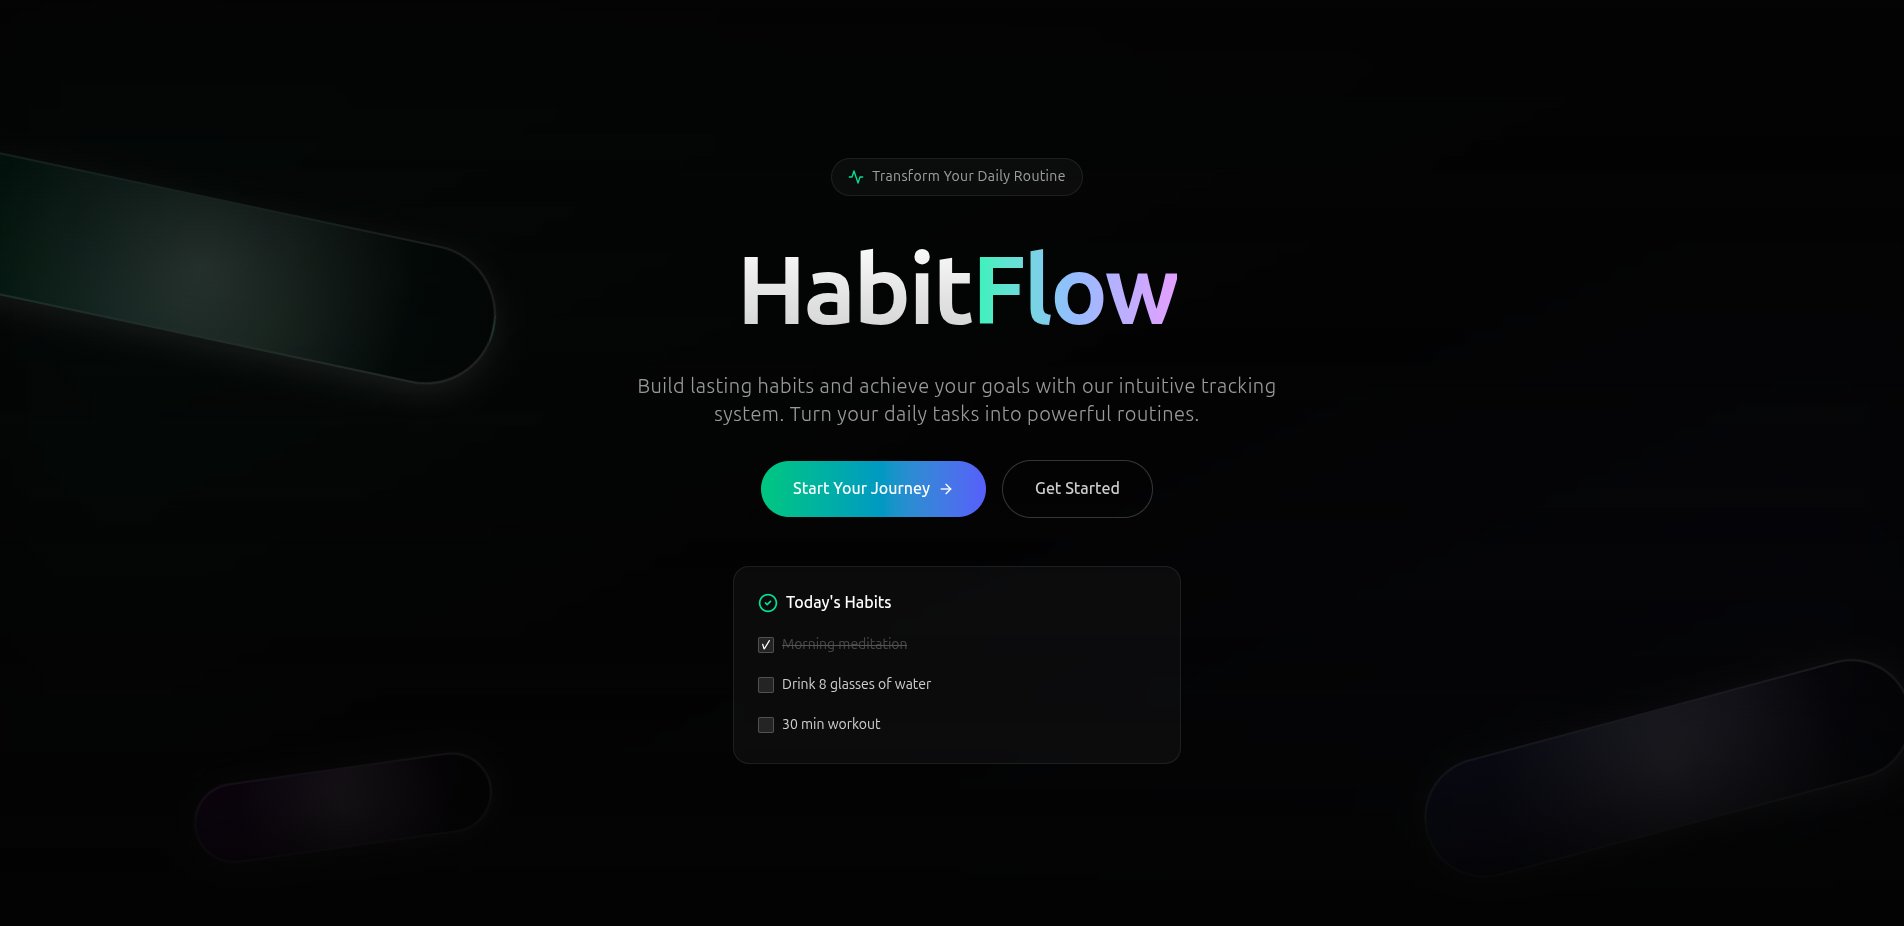 Transform Your Daily Routine
HabitFlow
Build lasting habits and achieve your goals with our intuitive tracking
system. Turn your daily tasks into powerful routines.
Start Your Journey →
Get Started
Today's Habits
Morning meditation
Drink 8 glasses of water
30 min workout